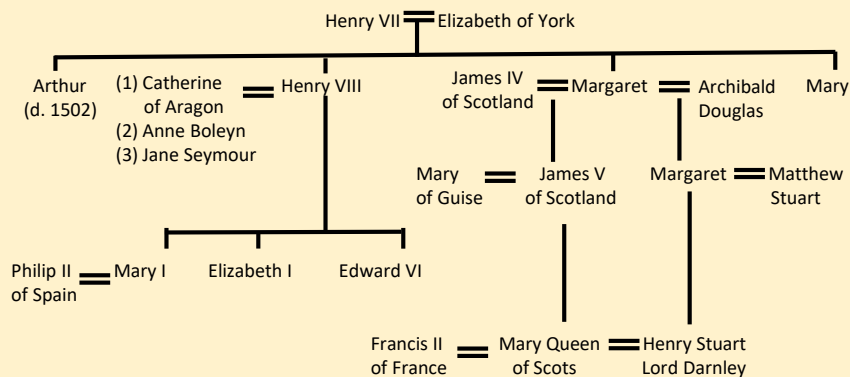 Henry VII
Elizabeth of York
Arthur
(d. 1502)
(1) Catherine
of Aragon
(2) Anne Boleyn
(3) Jane Seymour
Henry VIII
James IV
of Scotland
Margaret
Archibald
Douglas
Mary
Mary
of Guise
James V
of Scotland
Margaret
Matthew
Stuart
Philip II
of Spain
Mary I
Elizabeth I
Edward VI
Francis II
of France
Mary Queen
of Scots
Henry Stuart
Lord Darnley